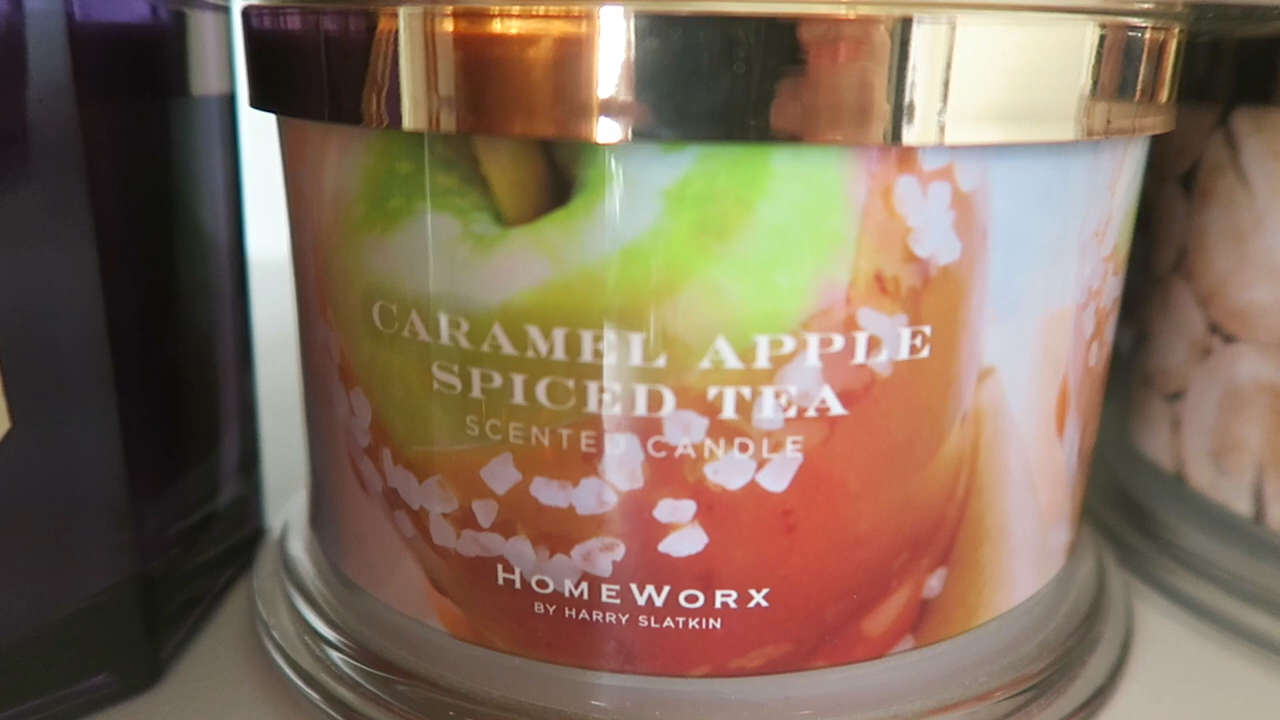 CARAMEL APPLE
SPICED TEA
SCENTED CANDLE
HOMEWORX
BY HARRY SLATKIN